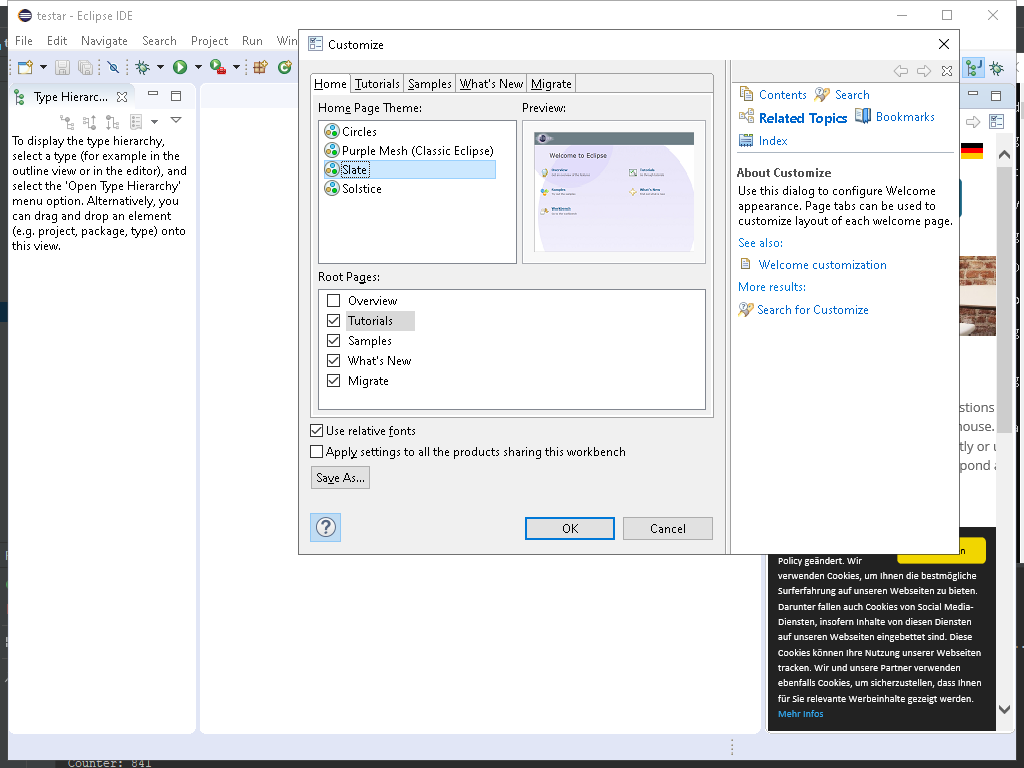 testar - Eclipse IDE
File Edit Navigate Search Project Run Win
Customize
Type Hierarc...
To display the type hierarchy,
select a type (for example in the
outline view or in the editor), and
select the 'Open Type Hierarchy'
menu option. Alternatively, you
can drag and drop an element
(e.g. project, package, type) onto
this view.
Home Tutorials Samples What's New Migrate
Home Page Theme:
Circles
Purple Mesh (Classic Eclipse)
Slate
Solstice
Preview:
Welcome to Eclipse
Overview
Tutorials
Samples
What's New
Workbench
Root Pages:
Overview
Tutorials
Samples
What's New
Migrate
Use relative fonts
Apply settings to all the products sharing this workbench
Save As...
OK Cancel
Contents Search
Related Topics Bookmarks
Index
About Customize
Use this dialog to configure Welcome
appearance. Page tabs can be used to
customize layout of each welcome page.
See also:
Welcome customization
More results:
Search for Customize
stions
house.
tly or u
pond a
Policy geändert. Wir
verwenden Cookies, um Ihnen die bestmögliche
Surferfahrung auf unseren Webseiten zu bieten.
Darunter fallen auch Cookies von Social Media-
Diensten, insofern Inhalte von diesen Diensten
auf unseren Webseiten eingebettet sind. Diese
Cookies können Ihre Nutzung unserer Webseiten
tracken. Wir und unsere Partner verwenden
ebenfalls Cookies, um sicherzustellen, dass Ihnen
für Sie relevante Werbeinhalte gezeigt werden.
Mehr Infos
Counter: 841